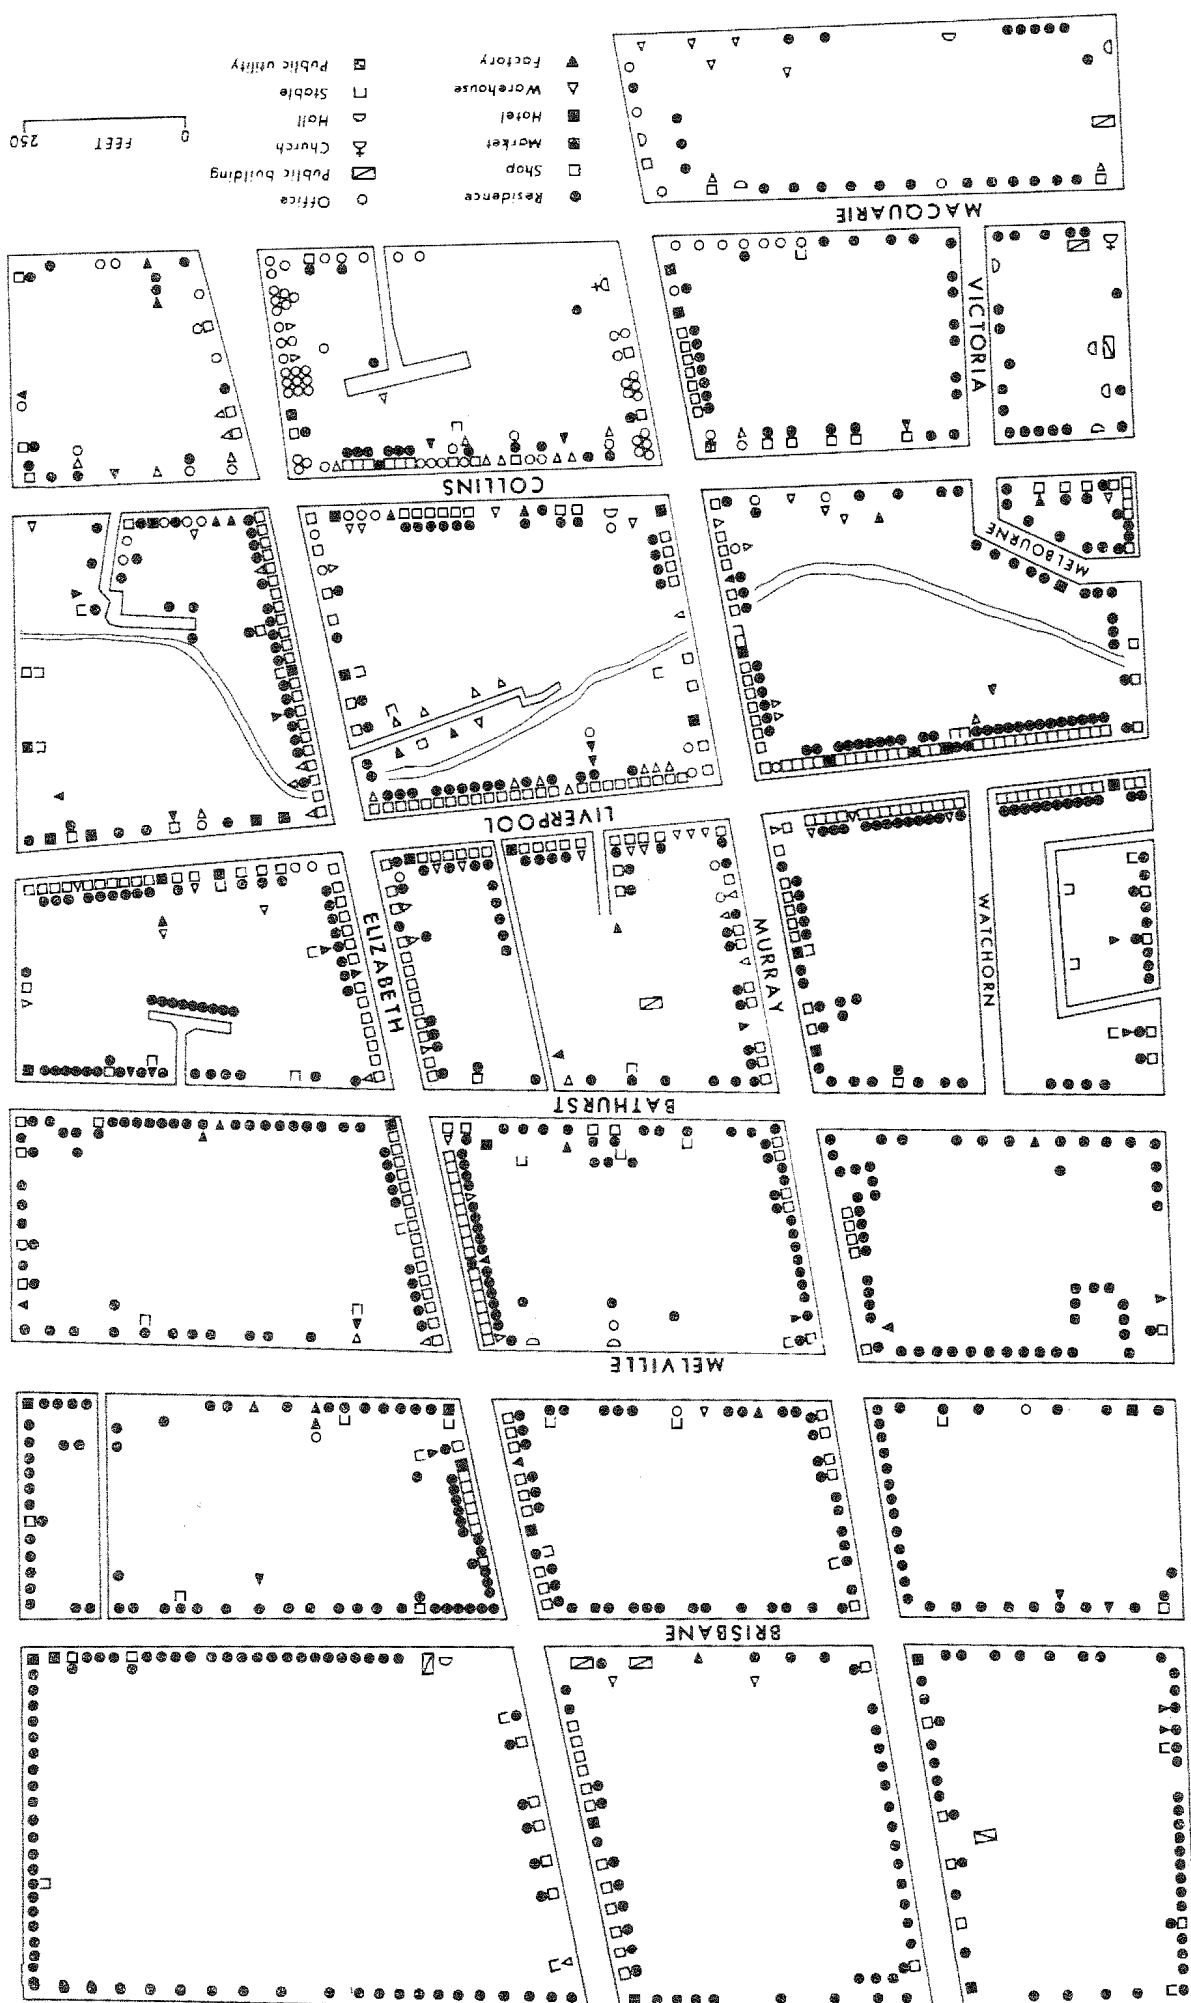 BRISBANE
MELVILLE
BATHURST
WATCHORN
MURRAY
ELIZABETH
LIVERPOOL
MELBOURNE
COLLINS
VICTORIA
MACQUARIE
Residence
Shop
Market
Hotel
Warehouse
Factory
Office
Public building
Church
Hall
Stable
Public utility
0 FEET 250